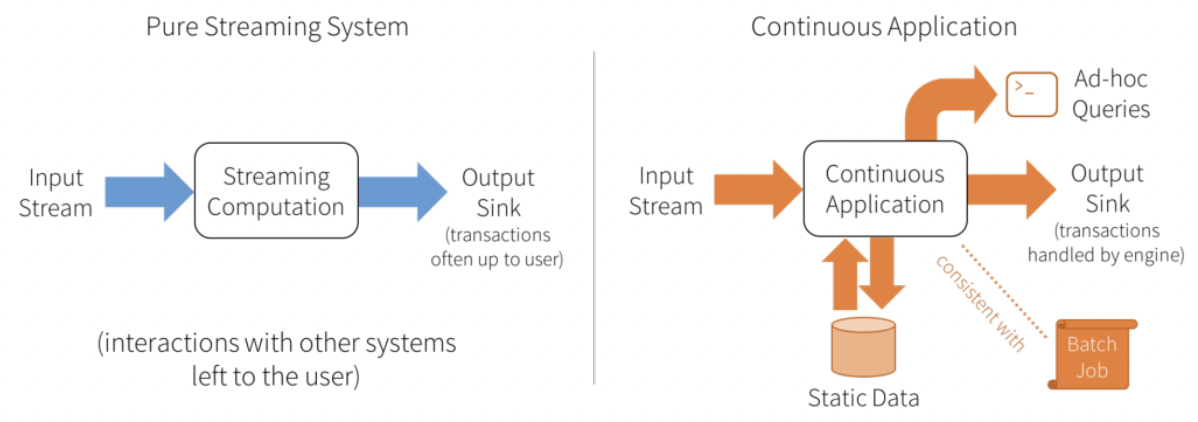 Pure Streaming System
Input
Stream
Streaming
Computation
Output
Sink
(transactions
often up to user)
(interactions with other systems
left to the user)
Continuous Application
>_
Ad-hoc
Queries
Input
Stream
Continuous
Application
Output
Sink
(transactions
handled by engine)
consistent with
Batch
Job
Static Data